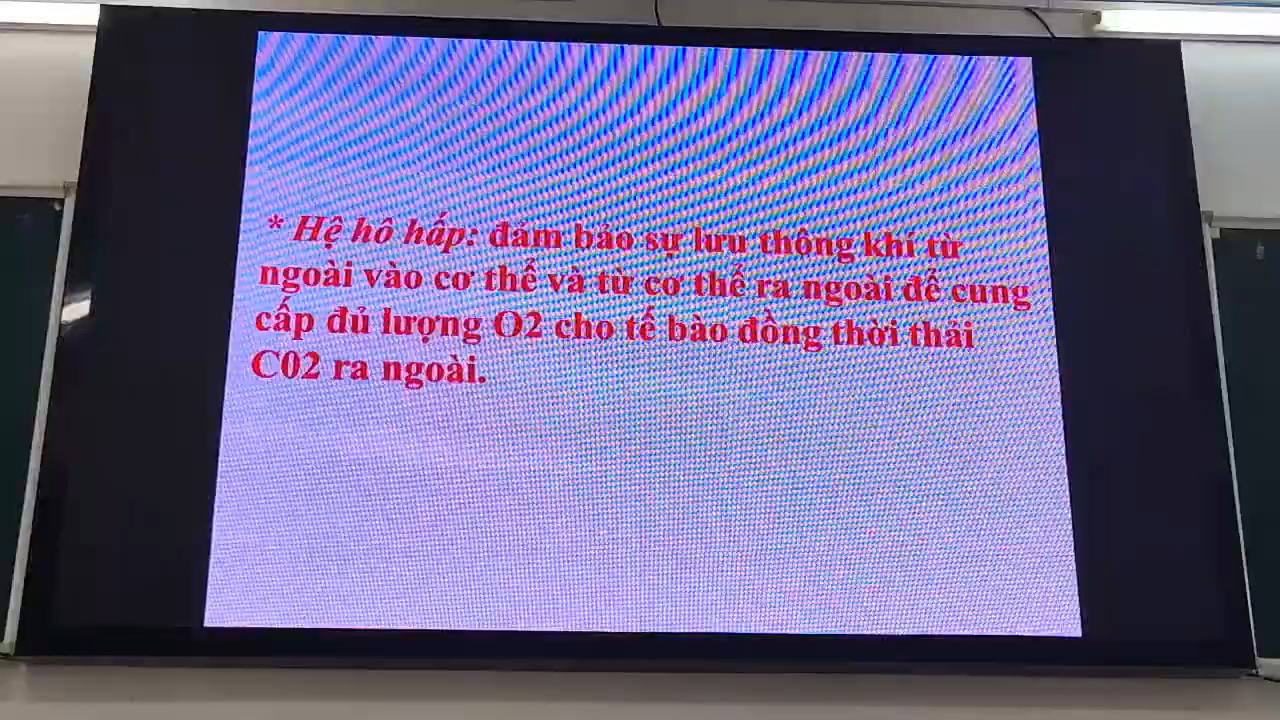 * Hệ hô hấp: đảm bảo sự lưu thông khí từ
ngoài vào cơ thể và từ cơ thể ra ngoài để cung
cấp đủ lượng O2 cho tế bào đồng thời thải
C02 ra ngoài.